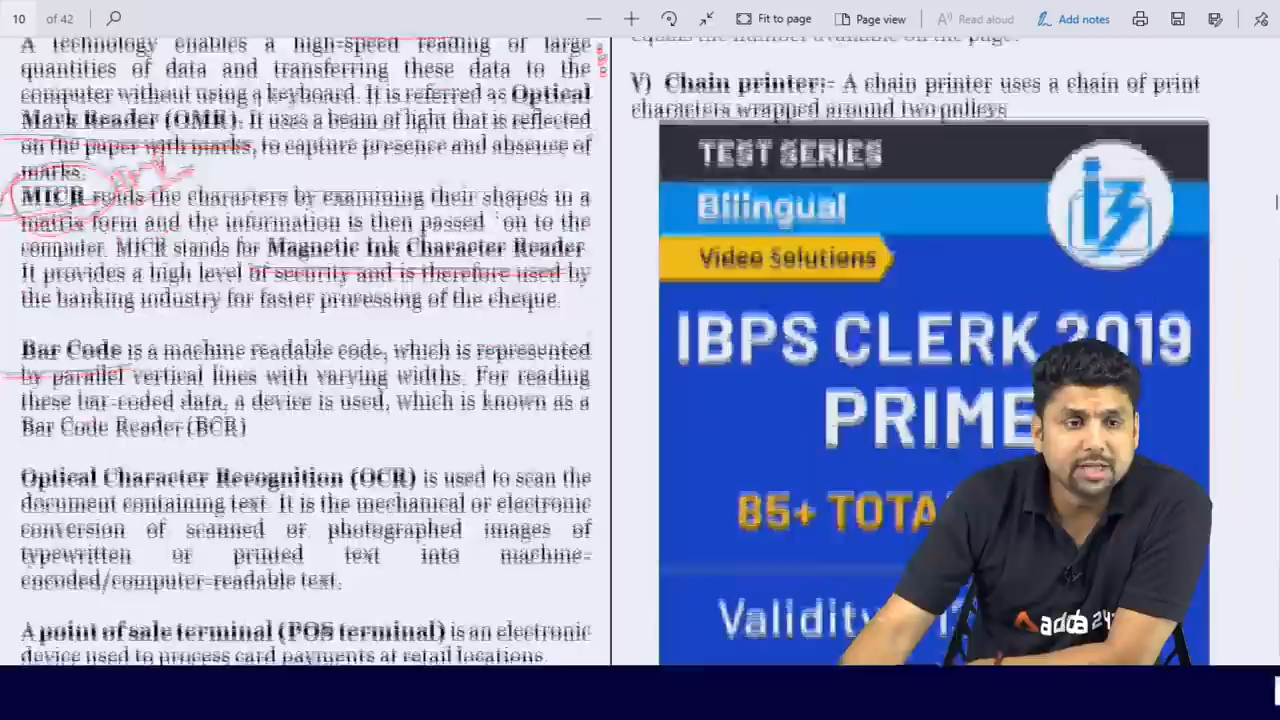 10 of 42
Fit to page
Page view
Read aloud
Add notes
A technology enables a high-speed reading of large
quantities of data and transferring these data to the
computer without using a keyboard. It is referred as Optical
Mark Reader (OMR). It uses a beam of light that is reflected
on the paper with marks, to capture presence and absence of
marks.
MICR reads the characters by examining their shapes in a
matrix form and the information is then passed on to the
computer. MICR stands for Magnetic Ink Character Reader
It provides a high level of security and is therefore used by
the banking industry for faster processing of the cheque.
Bar Code is a machine readable code, which is represented
by parallel vertical lines with varying widths. For reading
these bar-coded data, a device is used, which is known as a
Bar Code Reader (BCR)
Optical Character Recognition (OCR) is used to scan the
document containing text. It is the mechanical or electronic
conversion of scanned or photographed images of
typewritten or printed text into machine-
encoded/computer-readable text.
A point of sale terminal (POS terminal) is an electronic
device used to process card payments at retail locations.
equals the number available on the page.
V) Chain printer:- A chain printer uses a chain of print
characters wrapped around two pulleys
TEST SERIES
Bilingual
Video Solutions
IBPS CLERK 2019
PRIME
85+ TOTA
Validity
adda 24